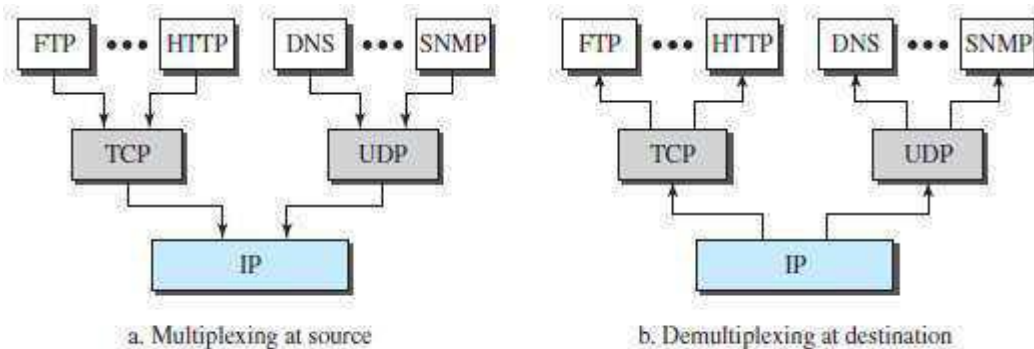 FTP ••• HTTP DNS ••• SNMP FTP ••• HTTP DNS ••• SNMP
TCP UDP TCP UDP
IP IP
a. Multiplexing at source b. Demultiplexing at destination